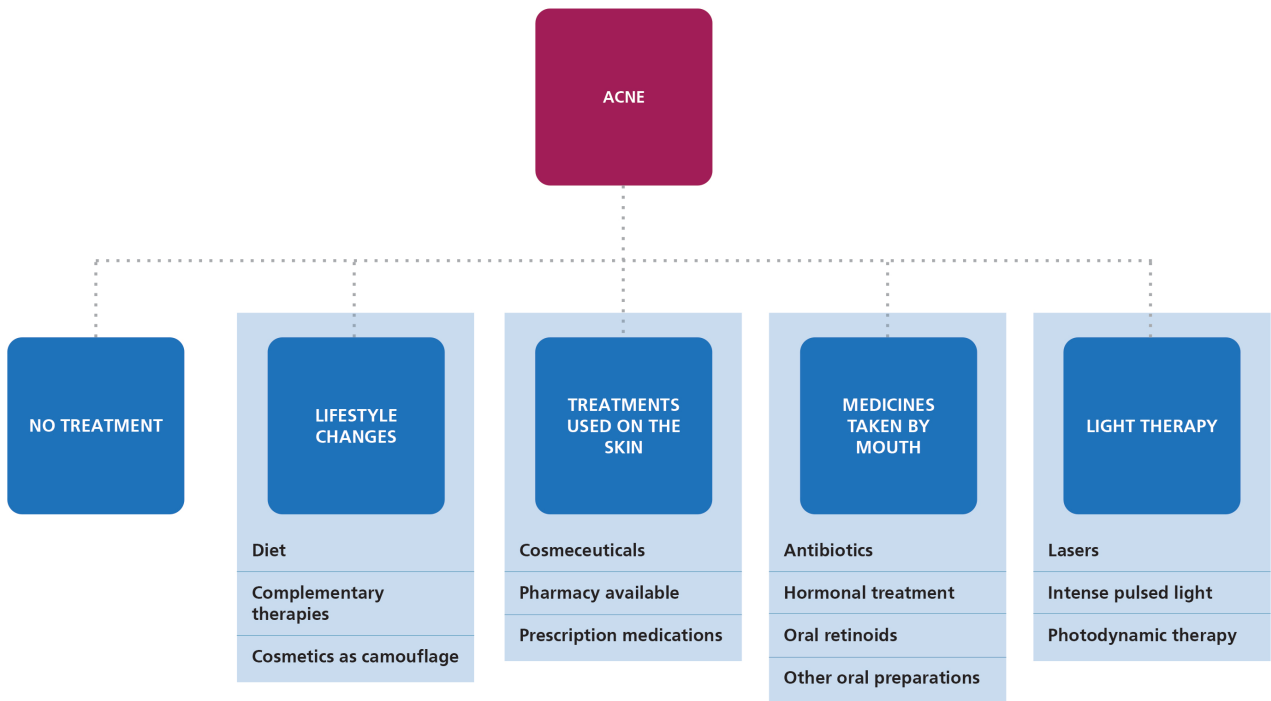 ACNE
NO TREATMENT
LIFESTYLE
CHANGES
Diet
Complementary
therapies
Cosmetics as camouflage
TREATMENTS
USED ON THE
SKIN
Cosmeceuticals
Pharmacy available
Prescription medications
MEDICINES
TAKEN BY
MOUTH
Antibiotics
Hormonal treatment
Oral retinoids
Other oral preparations
LIGHT THERAPY
Lasers
Intense pulsed light
Photodynamic therapy